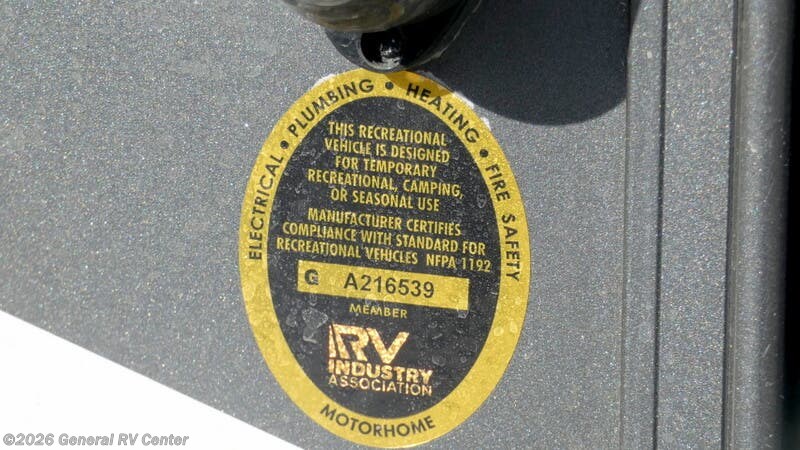 ELECTRICAL • PLUMBING • HEATING • FIRE SAFETY
THIS RECREATIONAL
VEHICLE IS DESIGNED
FOR TEMPORARY
RECREATIONAL, CAMPING,
OR SEASONAL USE
MANUFACTURER CERTIFIES
COMPLIANCE WITH STANDARD FOR
RECREATIONAL VEHICLES NFPA 1192
G A216539
MEMBER
RV
INDUSTRY
ASSOCIATION
MOTORHOME
©2026 General RV Center